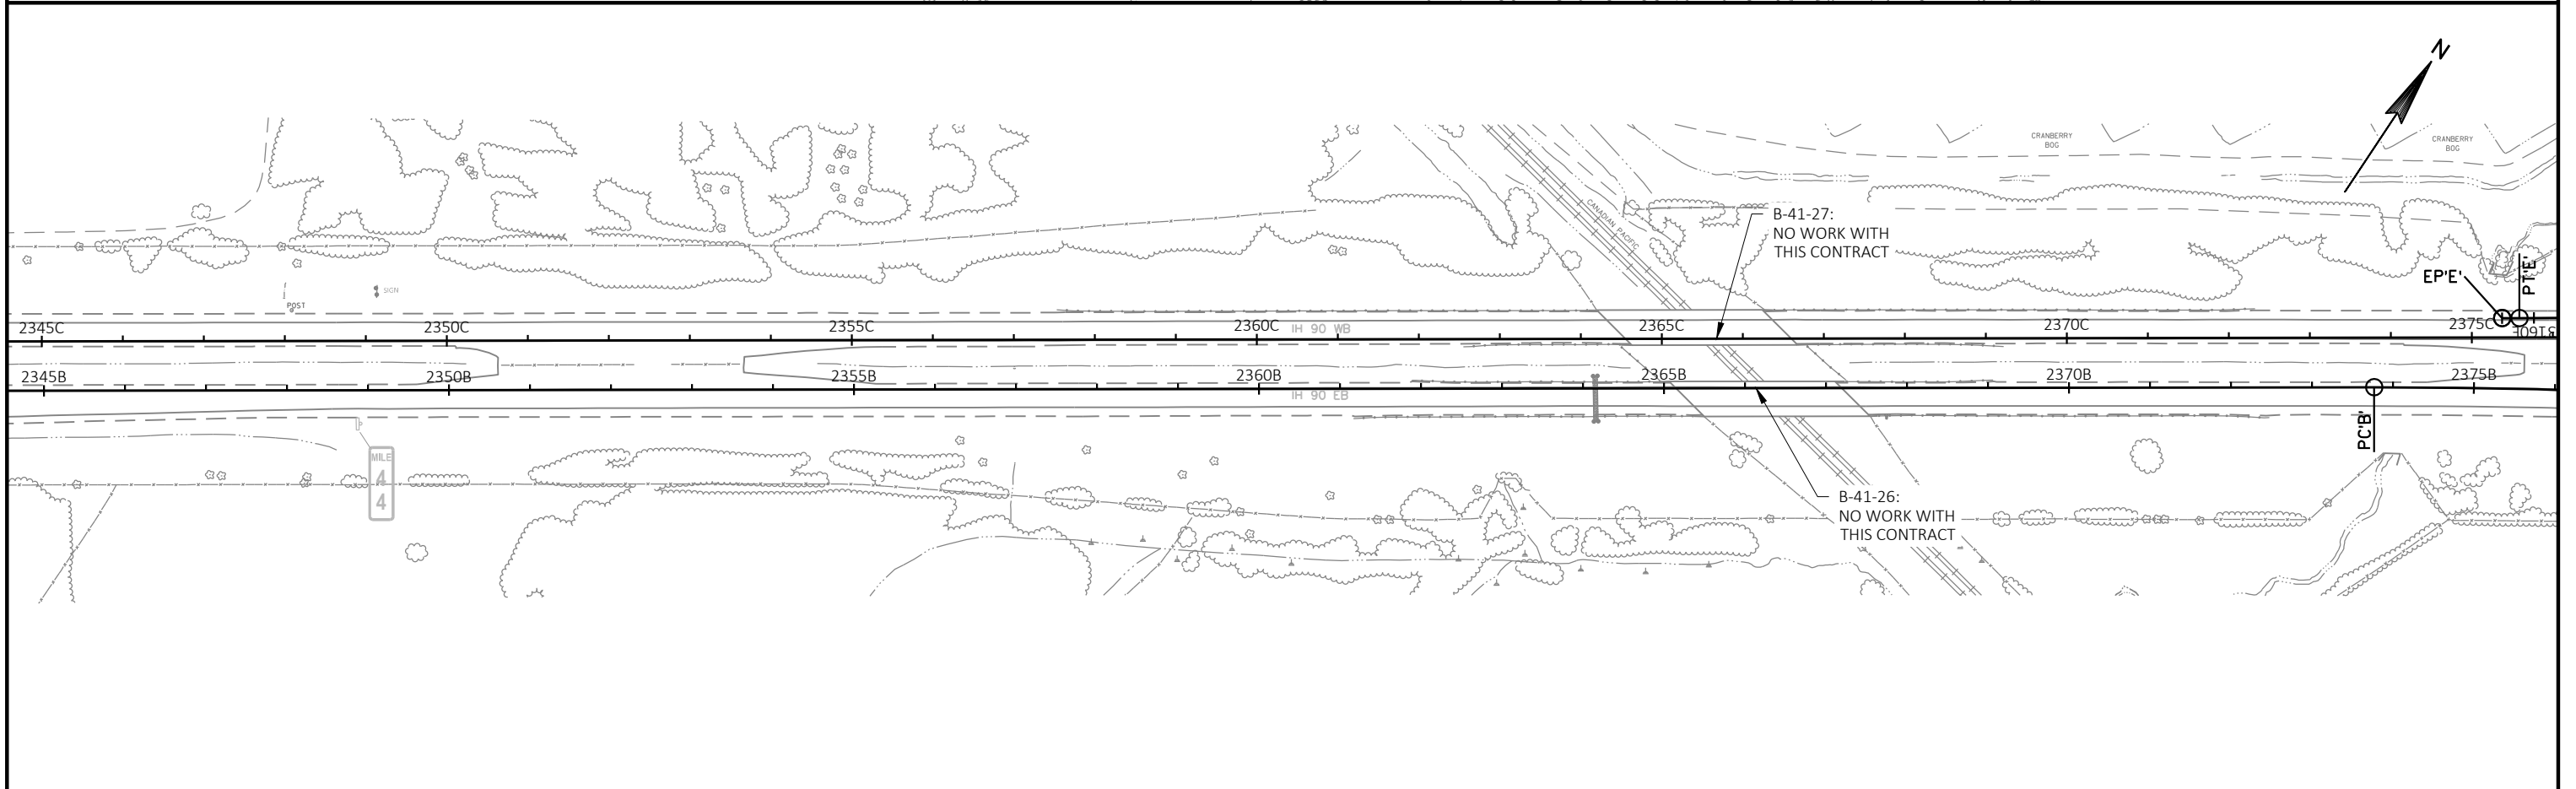 N
CRANBERRY
BOG
CRANBERRY
BOG
CANADIAN PACIFIC
B-41-27:
NO WORK WITH
THIS CONTRACT
EP'E'
PT'E'
SIGN
POST
2345C
2350C
2355C
2360C
2365C
2370C
2375C
IH 90 WB
2345B
2350B
2355B
2360B
2365B
2370B
2375B
IH 90 EB
PC'B'
MILE
4
4
B-41-26:
NO WORK WITH
THIS CONTRACT